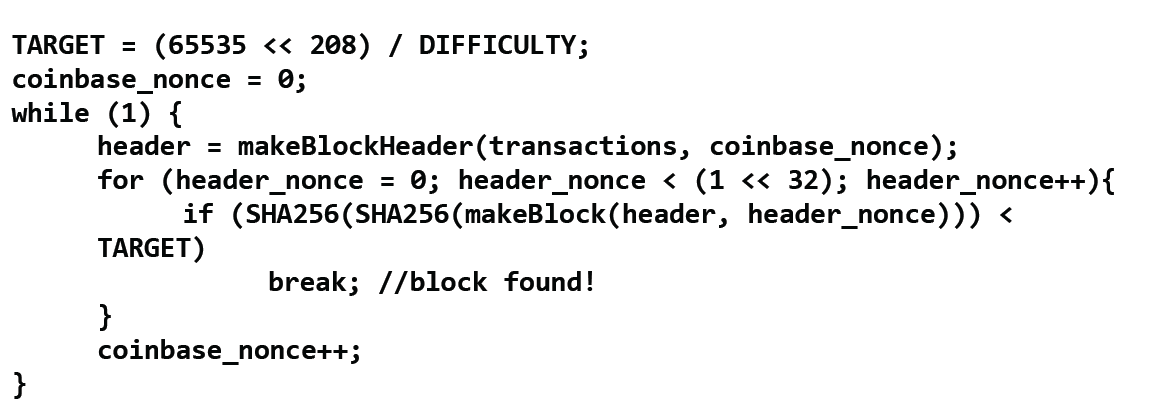 TARGET = (65535 << 208) / DIFFICULTY;
coinbase_nonce = 0;
while (1) {
header = makeBlockHeader(transactions, coinbase_nonce);
for (header_nonce = 0; header_nonce < (1 << 32); header_nonce++){
if (SHA256(SHA256(makeBlock(header, header_nonce))) <
TARGET)
break; //block found!
}
coinbase_nonce++;
}